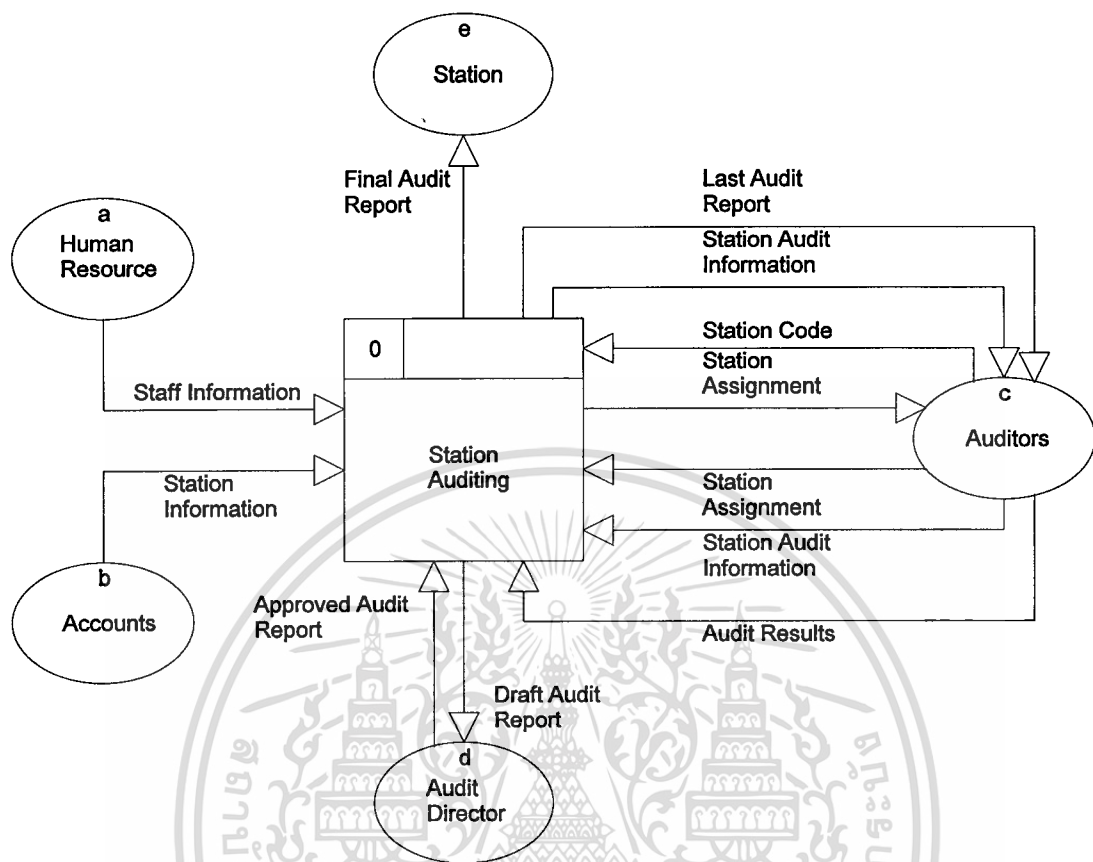 e
Station
Final Audit
Report
Last Audit
Report
Station Audit
Information
a
Human
Resource
0
Station Code
Station
Assignment
c
Auditors
Staff Information
Station
Auditing
Station
Information
Station
Assignment
Station Audit
Information
b
Accounts
Approved Audit
Report
Audit Results
Draft Audit
Report
d
Audit
Director